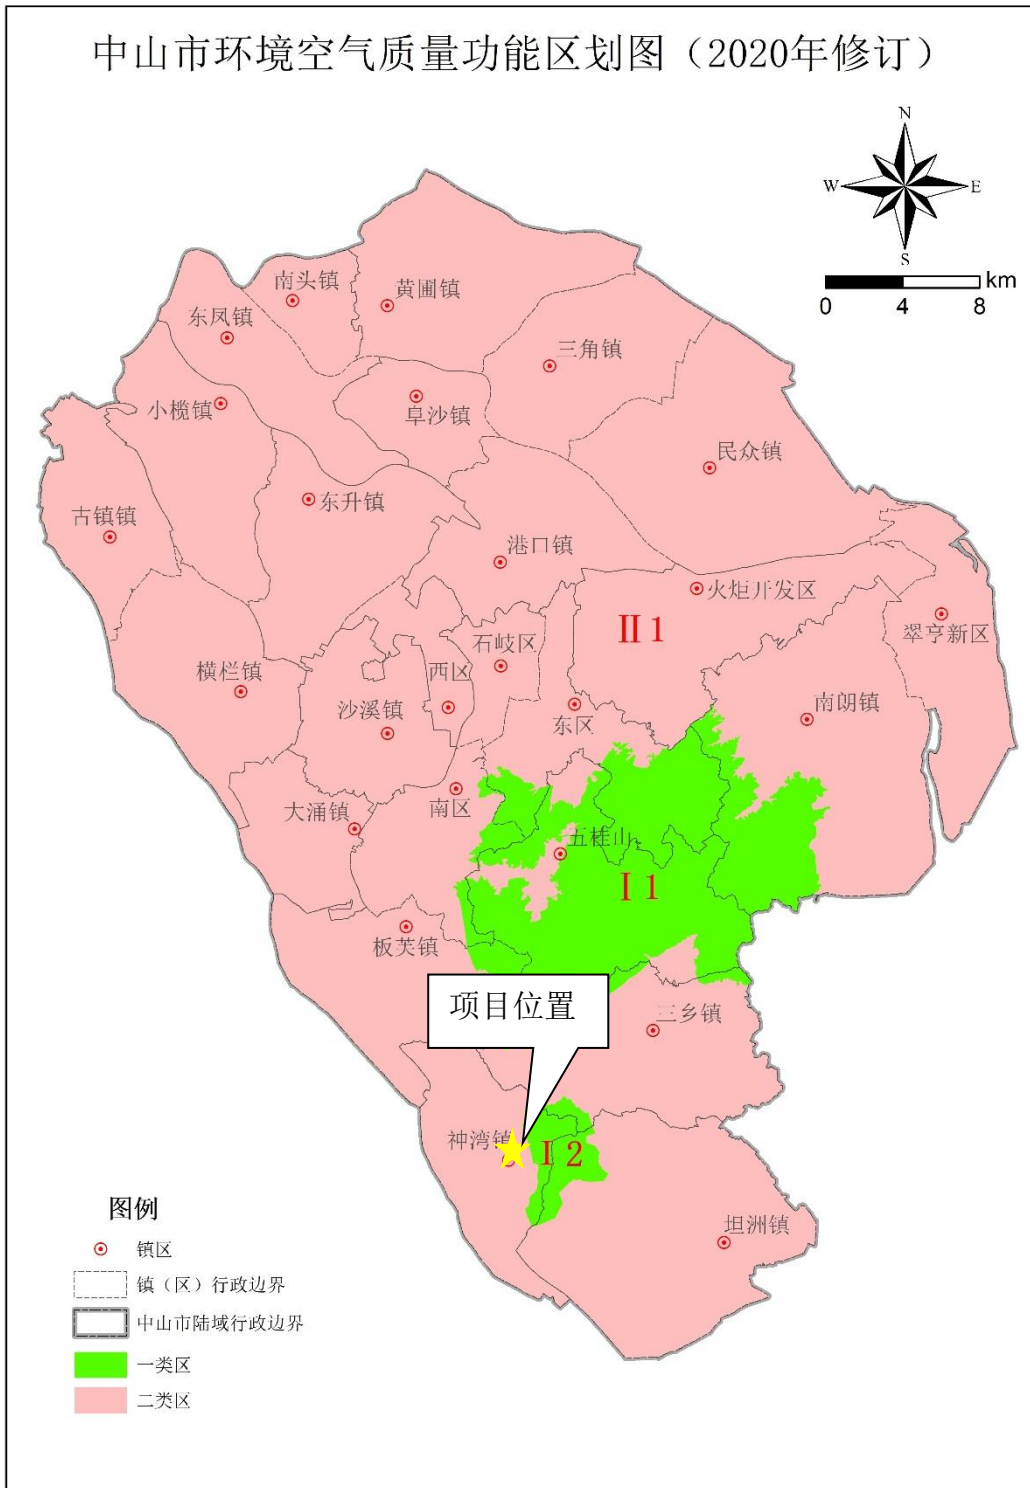 中山市环境空气质量功能区划图（2020年修订）
N
W
E
S
km
0 4 8
南头镇
黄圃镇
东凤镇
三角镇
小榄镇
阜沙镇
民众镇
东升镇
古镇镇
港口镇
火炬开发区
II 1
翠亨新区
石岐区
西区
横栏镇
沙溪镇
东区
南朗镇
南区
大涌镇
五桂山
I 1
板芙镇
项目位置
三乡镇
神湾镇
I 2
坦洲镇
图例
镇区
镇（区）行政边界
中山市陆域行政边界
一类区
二类区